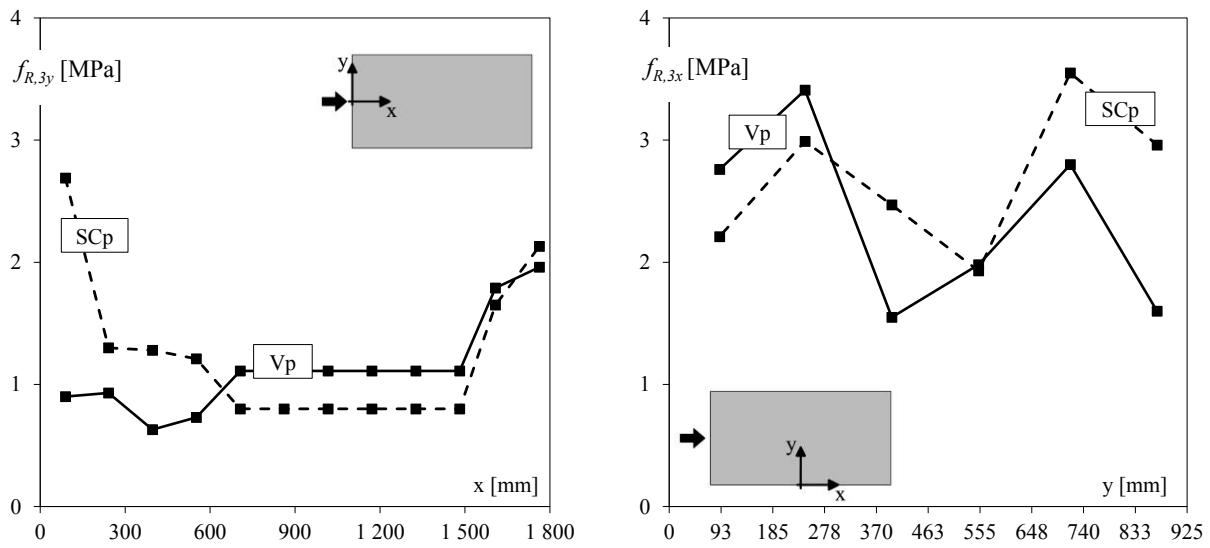 4
f_{R,3y} [MPa]
y
x
3
SCp
2
Vp
1
x [mm]
0
0 300 600 900 1 200 1 500 1 800
4
f_{R,3x} [MPa]
SCp
Vp
3
2
1
y
x
y [mm]
0
0 93 185 278 370 463 555 648 740 833 925